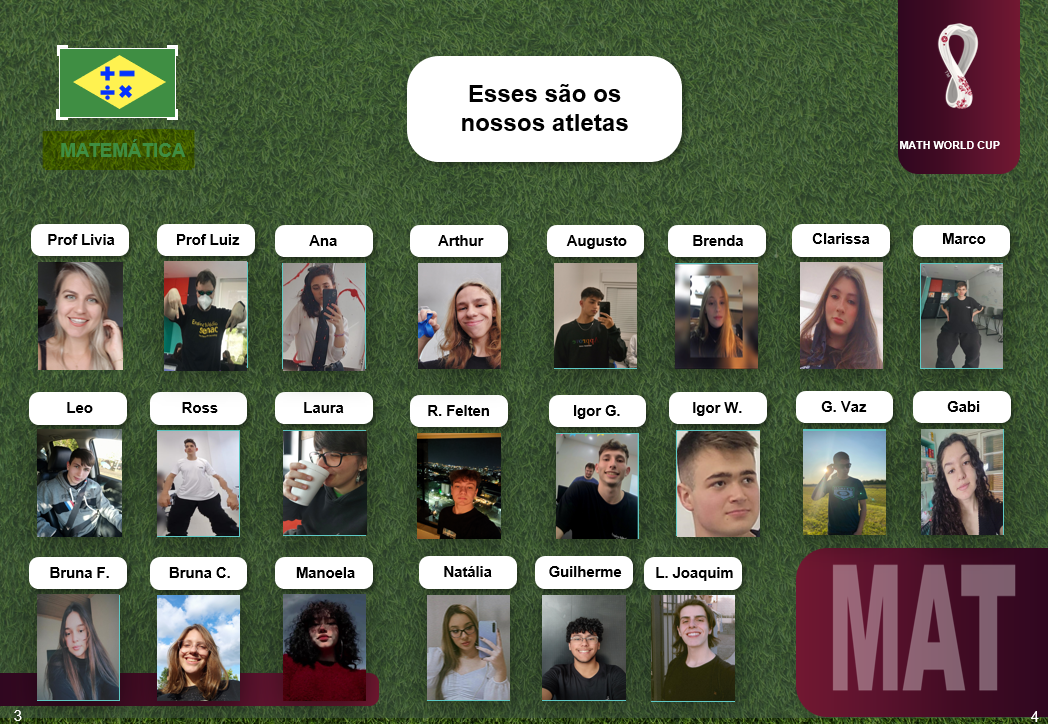 Esses são os
nossos atletas
MATEMÁTICA
MATH WORLD CUP
Prof Livia
Prof Luiz
Ana
Arthur
Augusto
Brenda
Clarissa
Marco
senac
Leo
Ross
Laura
R. Felten
Igor G.
Igor W.
G. Vaz
Gabi
Bruna F.
Bruna C.
Manoela
Natália
Guilherme
L. Joaquim
MAT
3
4